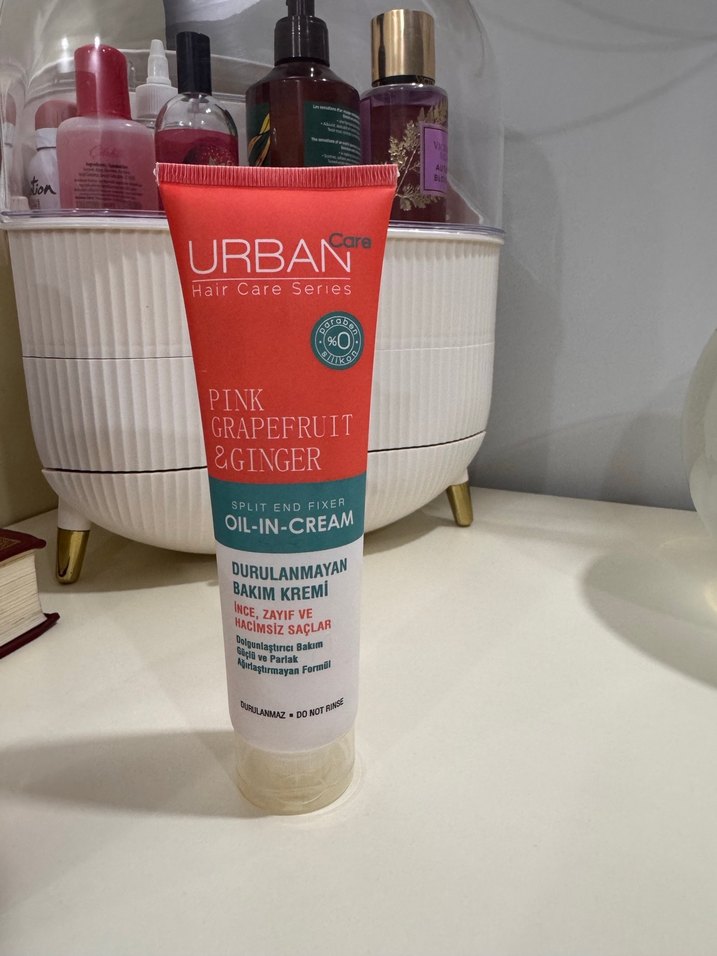 URBAN Care
Hair Care Series
paraben
%0
silikon
PINK
GRAPEFRUIT
&GINGER
SPLIT END FIXER
OIL-IN-CREAM
DURULANMAYAN
BAKIM KREMİ
İNCE, ZAYIF VE
HACİMSİZ SAÇLAR
Dolgunlaştırıcı Bakım
Güçlü ve Parlak
Ağırlaştırmayan Formül
DURULANMAZ ▪ DO NOT RINSE